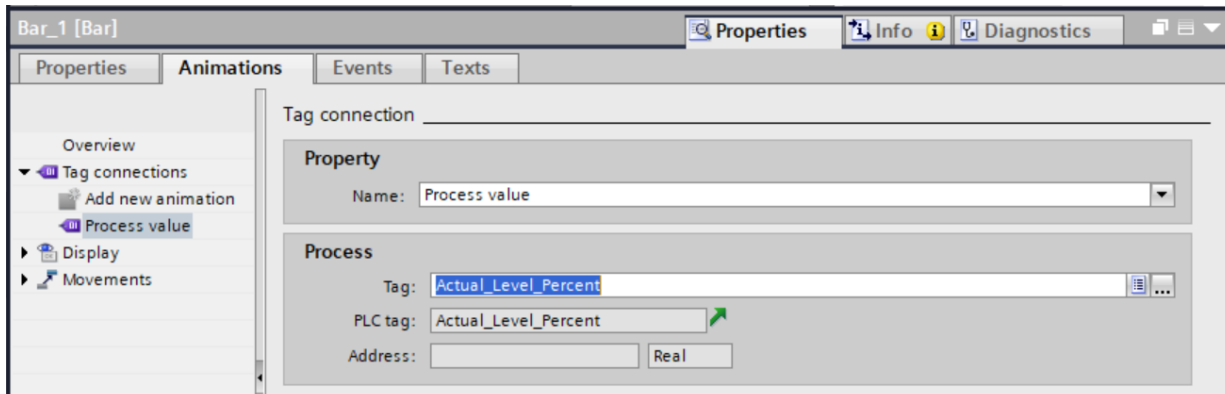 Bar_1 [Bar]
Properties
Info
Diagnostics
Properties
Animations
Events
Texts
Tag connection
Overview
Tag connections
Add new animation
Process value
Display
Movements
Property
Name: Process value
Process
Tag: Actual_Level_Percent
PLC tag: Actual_Level_Percent
Address: Real